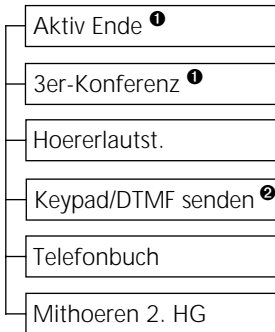 Aktiv Ende ❶
3er-Konferenz ❶
Hoererlautst.
Keypad/DTMF senden ❷
Telefonbuch
Mithoeren 2. HG